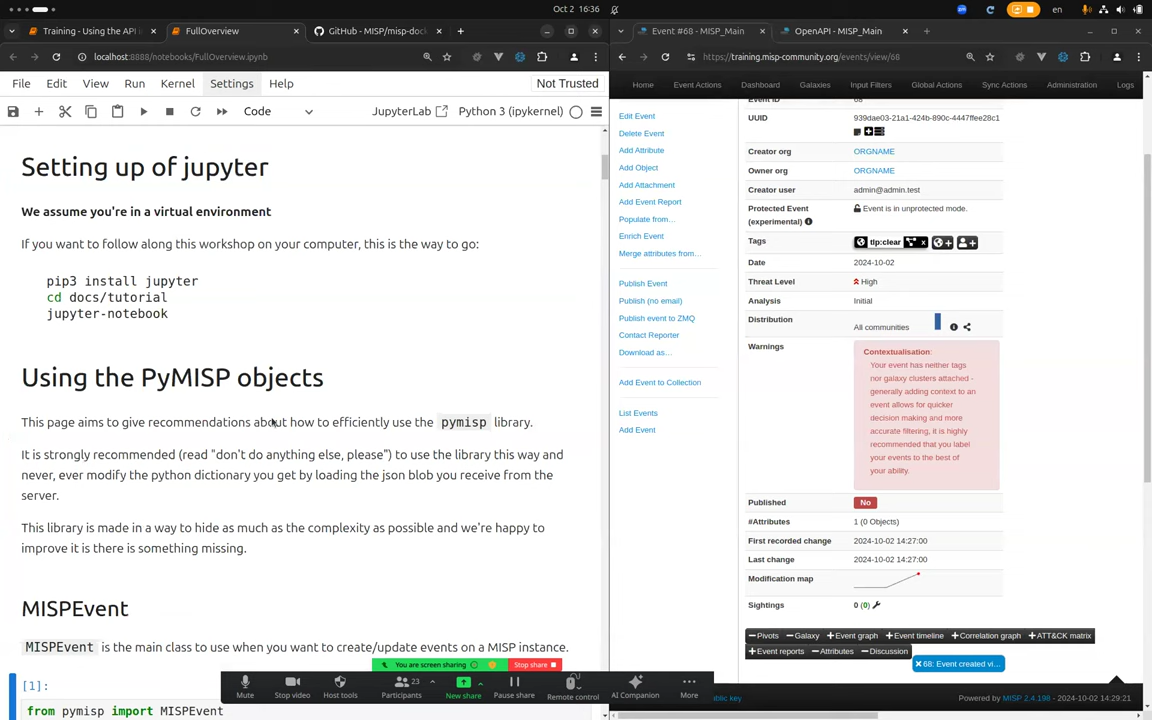 Oct 2 16:36
en
Training - Using the API i
FullOverview
GitHub - MISP/misp-dock
Event #68 - MISP_Main
OpenAPI - MISP_Main
localhost:8888/notebooks/FullOverview.ipynb
https://training.misp-community.org/events/view/68
File Edit View Run Kernel Settings Help
Not Trusted
Code
JupyterLab
Python 3 (ipykernel)
Setting up of jupyter
We assume you're in a virtual environment
If you want to follow along this workshop on your computer, this is the way to go:
pip3 install jupyter
cd docs/tutorial
jupyter-notebook
Using the PyMISP objects
This page aims to give recommendations about how to efficiently use the pymisp library.
It is strongly recommended (read "don't do anything else, please") to use the library this way and
never, ever modify the python dictionary you get by loading the json blob you receive from the
server.
This library is made in a way to hide as much as the complexity as possible and we're happy to
improve it is there is something missing.
MISPEvent
MISPEvent is the main class to use when you want to create/update events on a MISP instance.
[1]:
from pymisp import MISPEvent
Home Event Actions Dashboard Galaxies Input Filters Global Actions Sync Actions Administration Logs
Edit Event
Delete Event
Add Attribute
Add Object
Add Attachment
Add Event Report
Populate from...
Enrich Event
Merge attributes from...
Publish Event
Publish (no email)
Publish event to ZMQ
Contact Reporter
Download as...
Add Event to Collection
List Events
Add Event
Event ID 68
UUID 939dae03-21a1-424b-890c-4447ffee28c1
Creator org ORGNAME
Owner org ORGNAME
Creator user admin@admin.test
Protected Event
(experimental)
Event is in unprotected mode.
Tags tlp:clear x
Date 2024-10-02
Threat Level High
Analysis Initial
Distribution All communities
Warnings
Contextualisation:
Your event has neither tags
nor galaxy clusters attached -
generally adding context to
an event allows for quicker
decision making and more
accurate filtering, it is highly
recommended that you label
your events to the best of
your ability.
Published No
#Attributes 1 (0 Objects)
First recorded change 2024-10-02 14:27:00
Last change 2024-10-02 14:27:00
Modification map
Sightings 0 (0)
Pivots Galaxy Event graph Event timeline Correlation graph ATT&CK matrix
Event reports Attributes Discussion
68: Event created vi...
You are screen sharing
Stop share
Mute
Stop video
Host tools
Participants
23
New share
Pause share
Remote control
AI Companion
More
blic key
Powered by MISP 2.4.198 - 2024-10-02 14:29:21